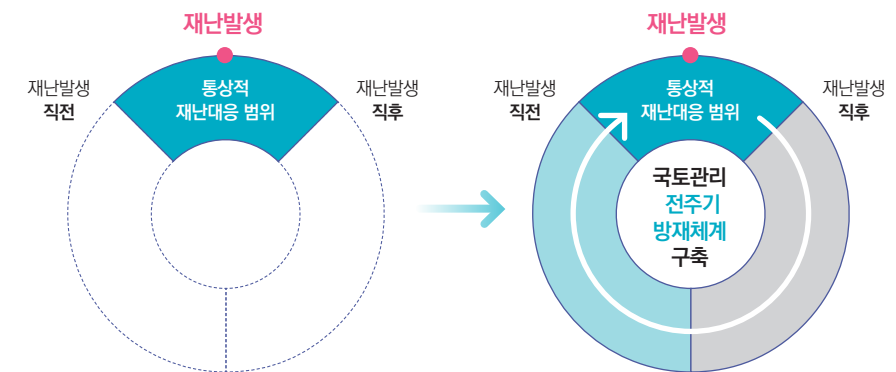 재난발생
재난발생
직전
통상적
재난대응 범위
재난발생
직후
재난발생
재난발생
직전
통상적
재난대응 범위
재난발생
직후
국토관리
전주기
방재체계
구축